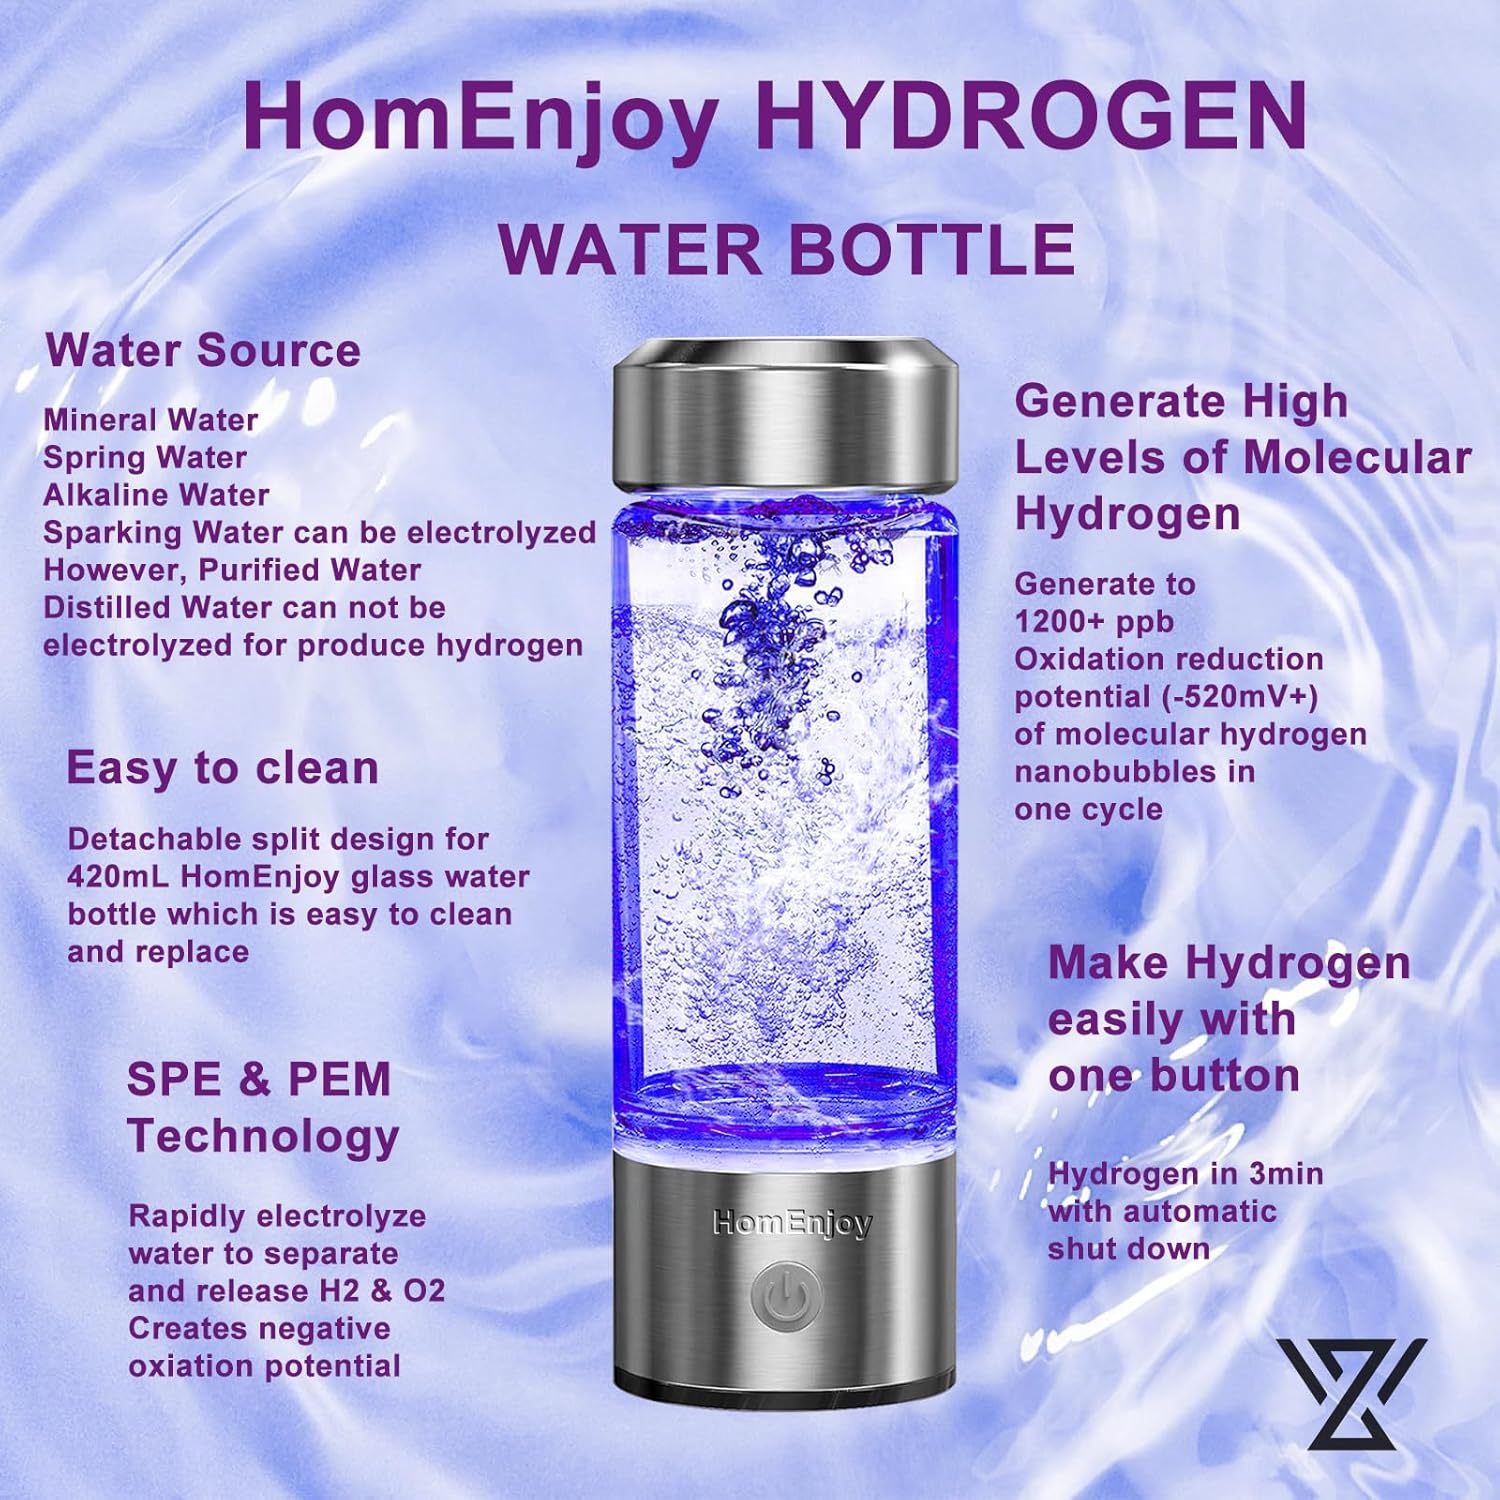 HomEnjoy HYDROGEN
WATER BOTTLE
Water Source
Mineral Water
Spring Water
Alkaline Water
Sparking Water can be electrolyzed
However, Purified Water
Distilled Water can not be
electrolyzed for produce hydrogen
Easy to clean
Detachable split design for
420mL HomEnjoy glass water
bottle which is easy to clean
and replace
SPE & PEM
Technology
Rapidly electrolyze
water to separate
and release H2 & O2
Creates negative
oxiation potential
Generate High
Levels of Molecular
Hydrogen
Generate to
1200+ ppb
Oxidation reduction
potential (-520mV+)
of molecular hydrogen
nanobubbles in
one cycle
Make Hydrogen
easily with
one button
Hydrogen in 3min
with automatic
shut down
HomEnjoy